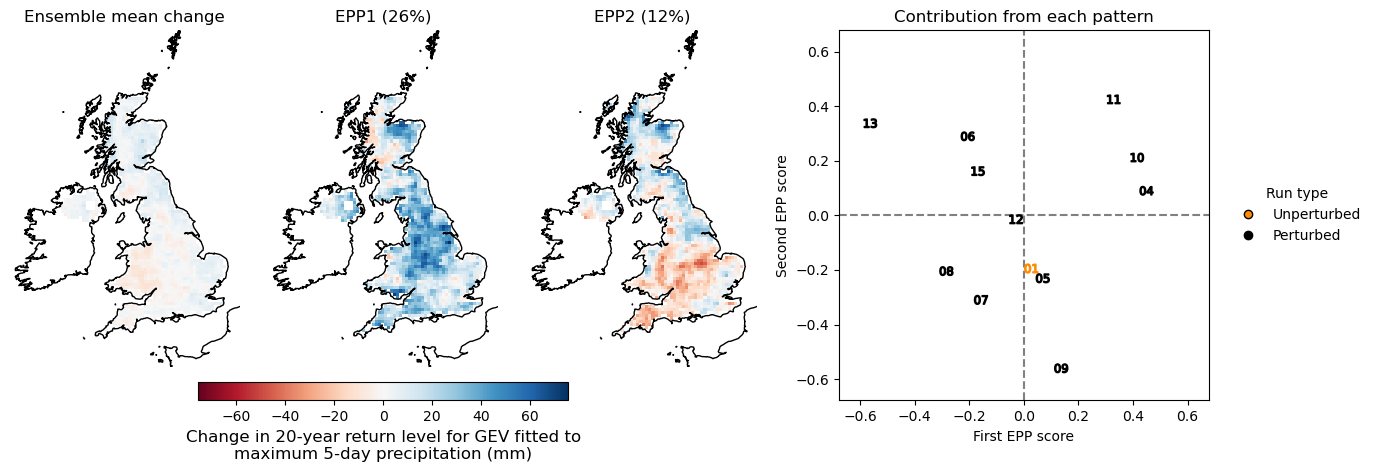 Ensemble mean change
EPP1 (26%)
EPP2 (12%)
Contribution from each pattern
−60 −40 −20 0 20 40 60
Change in 20-year return level for GEV fitted to
maximum 5-day precipitation (mm)
Second EPP score
0.6
0.4
0.2
0.0
−0.2
−0.4
−0.6
11
13
06
10
15
04
12
01
08
05
07
09
−0.6 −0.4 −0.2 0.0 0.2 0.4 0.6
First EPP score
Run type
Unperturbed
Perturbed